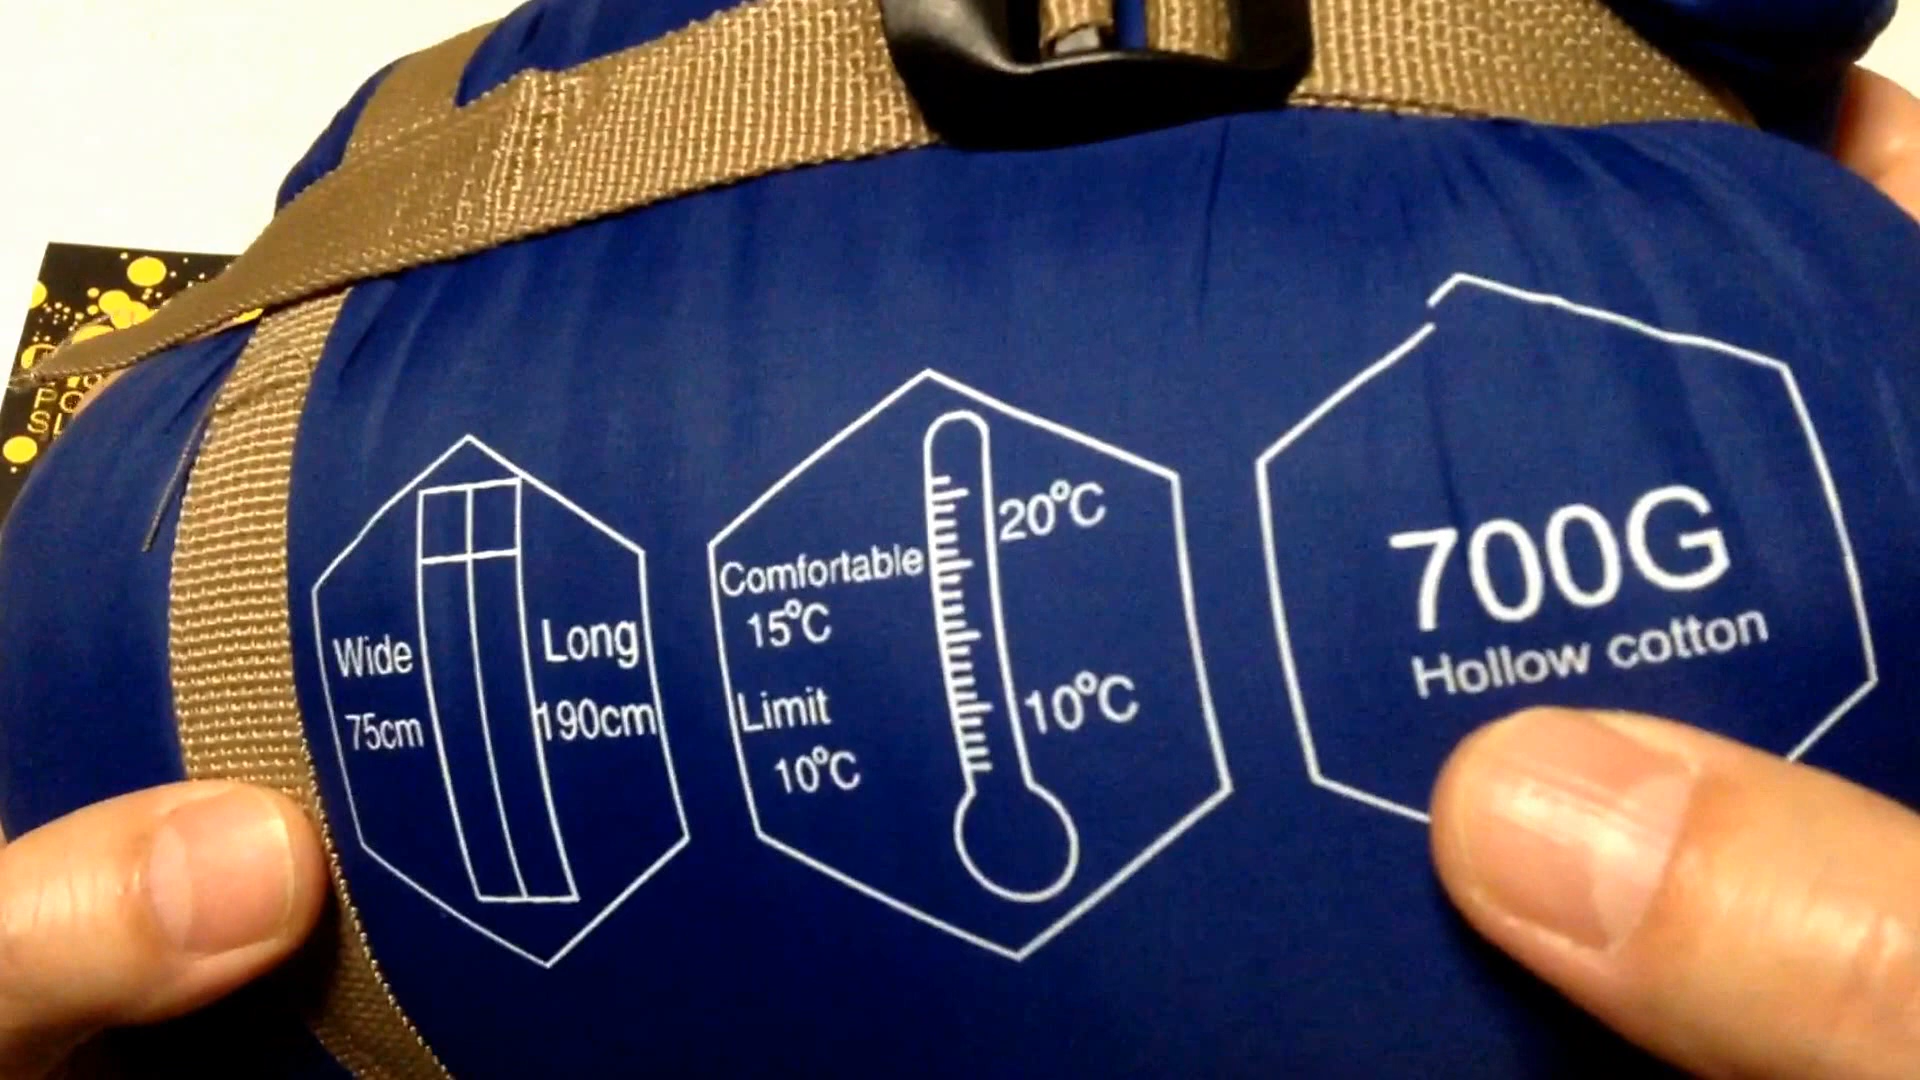 Wide
75cm
Long
190cm
Comfortable
15°C
Limit
10°C
20°C
10°C
700G
Hollow cotton